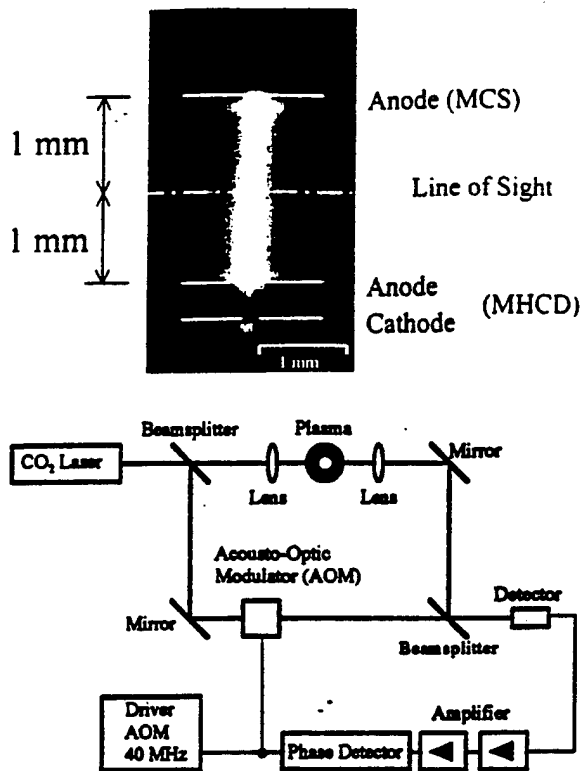 Anode (MCS)
1 mm
Line of Sight
1 mm
Anode
Cathode
(MHCD)
1 mm
Beamsplitter
Plasma
Mirror
CO₂ Laser
Lens
Lens
Acousto-Optic
Modulator (AOM)
Detector
Mirror
Beamsplitter
Driver
AOM
40 MHz
Amplifier
Phase Detector